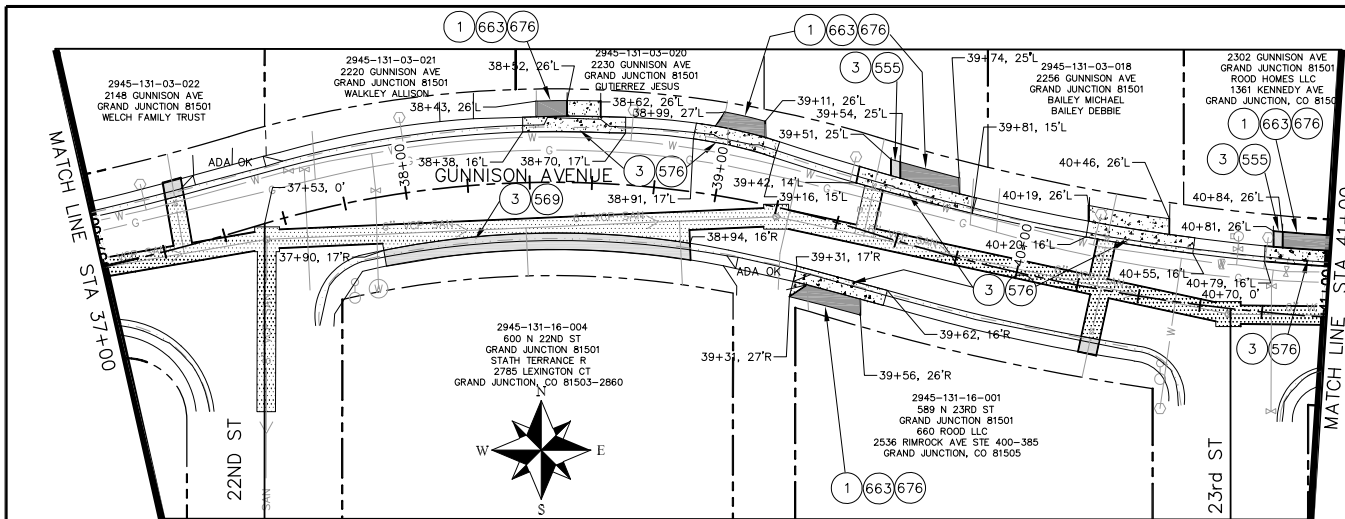 1 663 676
1 663 676
3 555
2945-131-03-022
2148 GUNNISON AVE
GRAND JUNCTION 81501
WELCH FAMILY TRUST
2945-131-03-021
2220 GUNNISON AVE
GRAND JUNCTION 81501
WALKLEY ALLISON
2945-131-03-020
2230 GUNNISON AVE
GRAND JUNCTION 81501
GUTIERREZ JESUS
2945-131-03-018
2256 GUNNISON AVE
GRAND JUNCTION 81501
BAILEY MICHAEL
BAILEY DEBBIE
2302 GUNNISON AVE
GRAND JUNCTION 81501
ROOD HOMES LLC
1361 KENNEDY AVE
GRAND JUNCTION, CO 8150
1 663 676
3 555
38+52, 26'L
38+43, 26'L
38+62, 26'L
38+99, 27'L
39+11, 26'L
39+54, 25'L
39+51, 25'L
39+74, 25'L
39+81, 15'L
40+46, 26'L
40+19, 26'L
40+84, 26'L
40+81, 26'L
MATCH LINE STA 37+00
ADA OK
37+53, 0'
38+00
38+38, 16'L
38+70, 17'L
GUNNISON AVENUE
3 576
38+91, 17'L
39+00
39+42, 14'L
39+16, 15'L
40+00
40+20, 16'L
40+55, 16'L
40+79, 16'L
40+70, 0'
41+00
MATCH LINE STA 41+00
3 569
37+90, 17'R
38+94, 16'R
ADA OK
39+31, 17'R
3 576
3 576
39+62, 16'R
39+31, 27'R
39+56, 26'R
2945-131-16-004
600 N 22ND ST
GRAND JUNCTION 81501
STATH TERRANCE R
2785 LEXINGTON CT
GRAND JUNCTION, CO 81503-2860
2945-131-16-001
589 N 23RD ST
GRAND JUNCTION 81501
660 ROOD LLC
2536 RIMROCK AVE STE 400-385
GRAND JUNCTION, CO 81505
1 663 676
N
W E
S
22ND ST
SAN
23rd ST